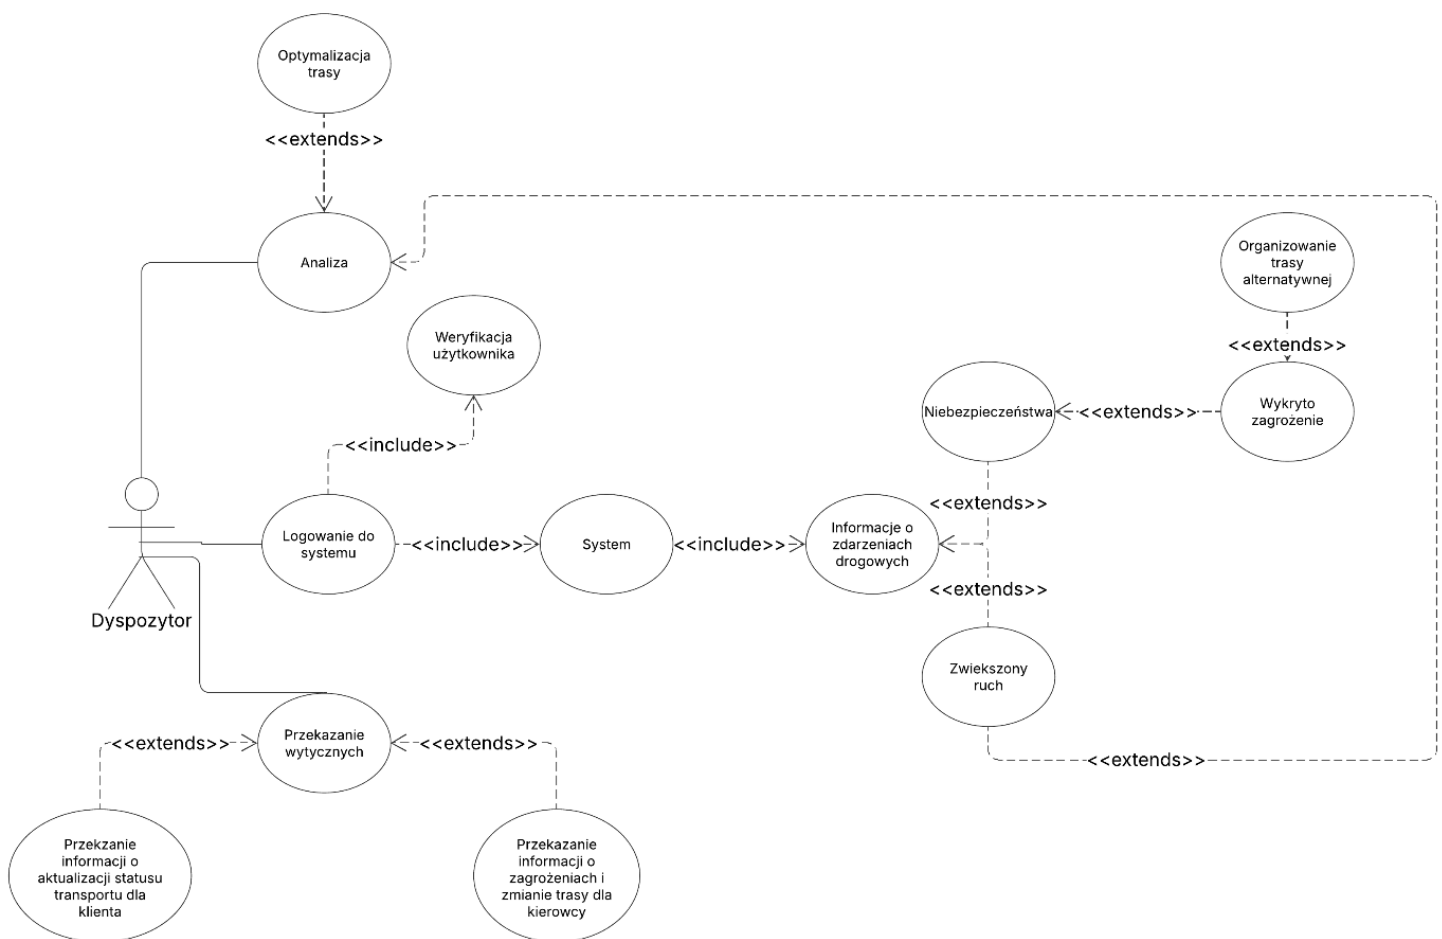 Optymalizacja
trasy
<<extends>>
Analiza
Organizowanie
trasy
alternatywnej
Weryfikacja
użytkownika
<<extends>>
Niebezpieczeństwa
<<extends>>
Wykryto
zagrożenie
<<include>>
<<extends>>
Logowanie do
systemu
<<include>>
System
<<include>>
Informacje o
zdarzeniach
drogowych
<<extends>>
Dyspozytor
Zwiekszony
ruch
Przekazanie
wytycznych
<<extends>>
<<extends>>
<<extends>>
Przekzanie
informacji o
aktualizacji statusu
transportu dla
klienta
Przekazanie
informacji o
zagrożeniach i
zmianie trasy dla
kierowcy